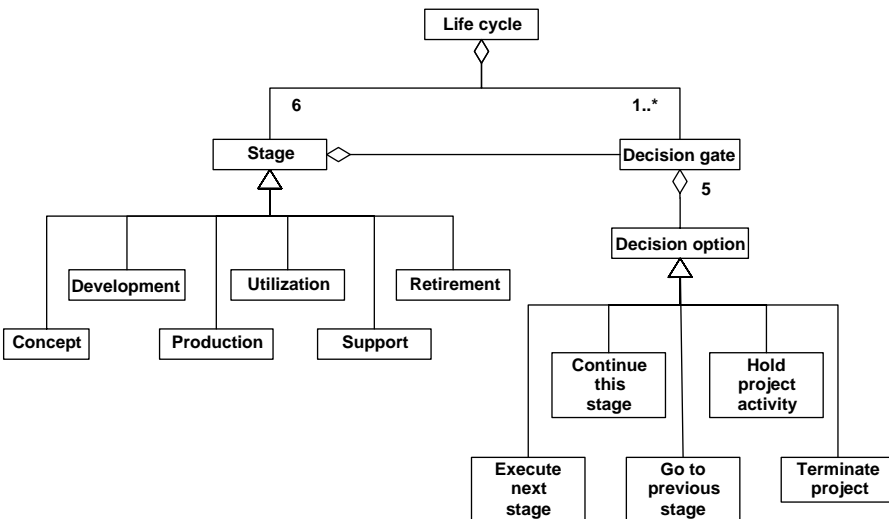 Life cycle
6
1..*
Stage
Decision gate
5
Decision option
Development
Utilization
Retirement
Concept
Production
Support
Continue
this
stage
Hold
project
activity
Execute
next
stage
Go to
previous
stage
Terminate
project